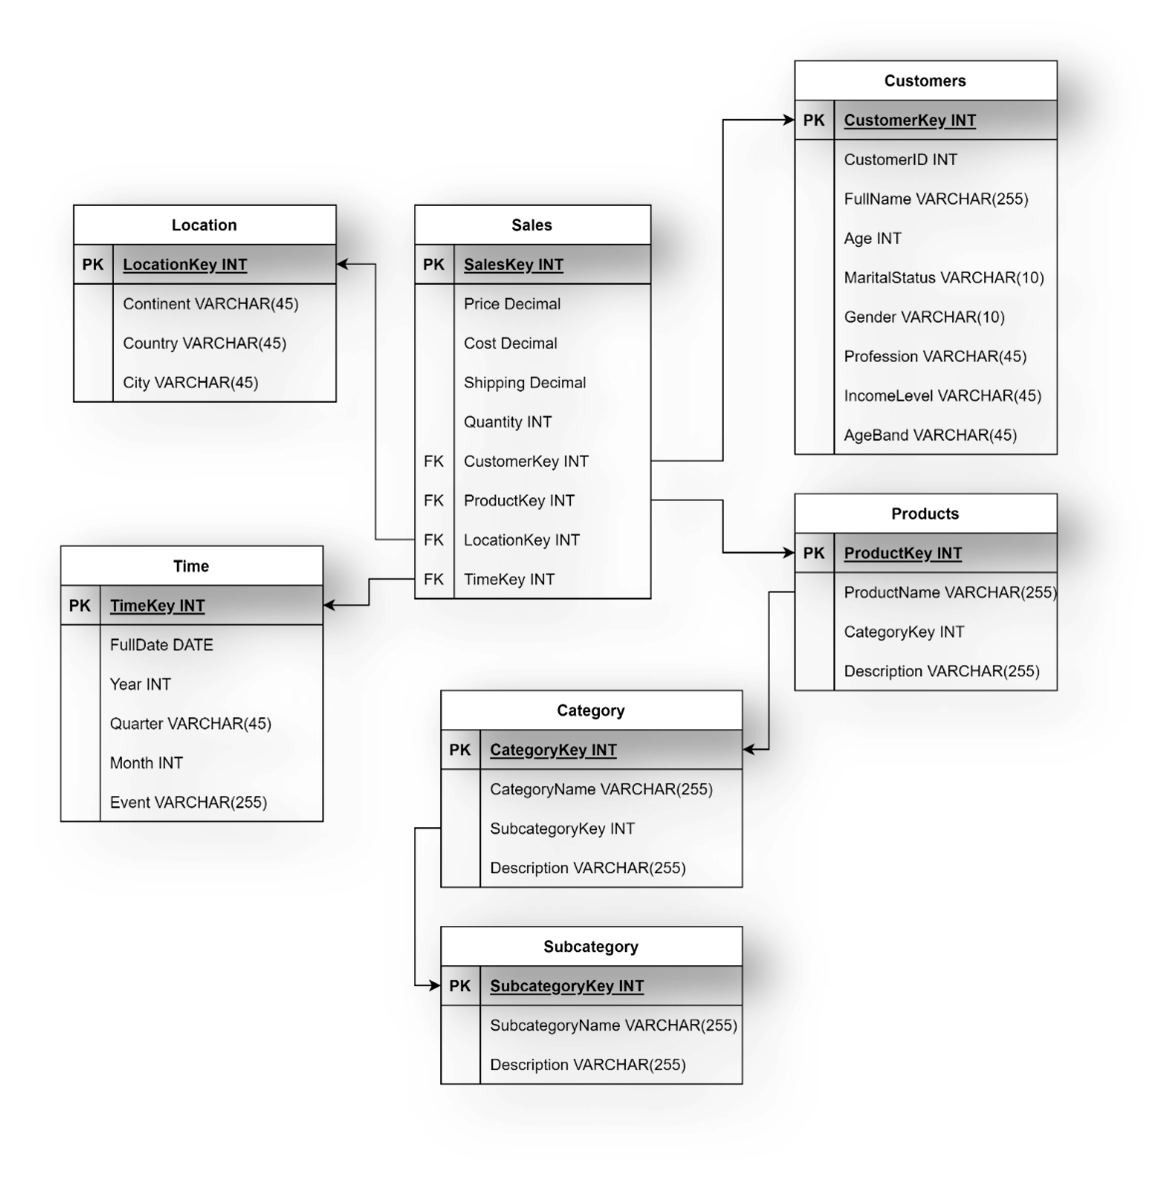 Customers
PK CustomerKey INT
CustomerID INT
FullName VARCHAR(255)
Age INT
MaritalStatus VARCHAR(10)
Gender VARCHAR(10)
Profession VARCHAR(45)
IncomeLevel VARCHAR(45)
AgeBand VARCHAR(45)
Location
PK LocationKey INT
Continent VARCHAR(45)
Country VARCHAR(45)
City VARCHAR(45)
Sales
PK SalesKey INT
Price Decimal
Cost Decimal
Shipping Decimal
Quantity INT
FK CustomerKey INT
FK ProductKey INT
FK LocationKey INT
FK TimeKey INT
Products
PK ProductKey INT
ProductName VARCHAR(255)
CategoryKey INT
Description VARCHAR(255)
Time
PK TimeKey INT
FullDate DATE
Year INT
Quarter VARCHAR(45)
Month INT
Event VARCHAR(255)
Category
PK CategoryKey INT
CategoryName VARCHAR(255)
SubcategoryKey INT
Description VARCHAR(255)
Subcategory
PK SubcategoryKey INT
SubcategoryName VARCHAR(255)
Description VARCHAR(255)